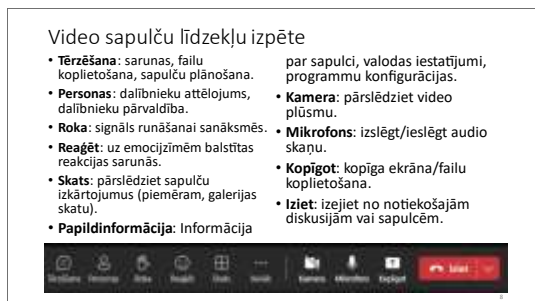 Video sapulču līdzekļu izpēte
• Tērzēšana: sarunas, failu
koplietošana, sapulču plānošana.
• Personas: dalībnieku attēlojums,
dalībnieku pārvaldība.
• Roka: signāls runāšanai sanāksmēs.
• Reaģēt: uz emocijzīmēm balstītas
reakcijas sarunās.
• Skats: pārslēdziet sapulču
izkārtojumus (piemēram, galerijas
skatu).
• Papildinformācija: Informācija
par sapulci, valodas iestatījumi,
programmu konfigurācijas.
• Kamera: pārslēdziet video
plūsmu.
• Mikrofons: izslēgt/ieslēgt audio
skaņu.
• Kopīgot: kopīga ekrāna/failu
koplietošana.
• Iziet: izejiet no notiekošajām
diskusijām vai sapulcēm.
Tērzēšana Personas Roka Reaģēt Skats Kamera Mikrofons Kopīgot Iziet